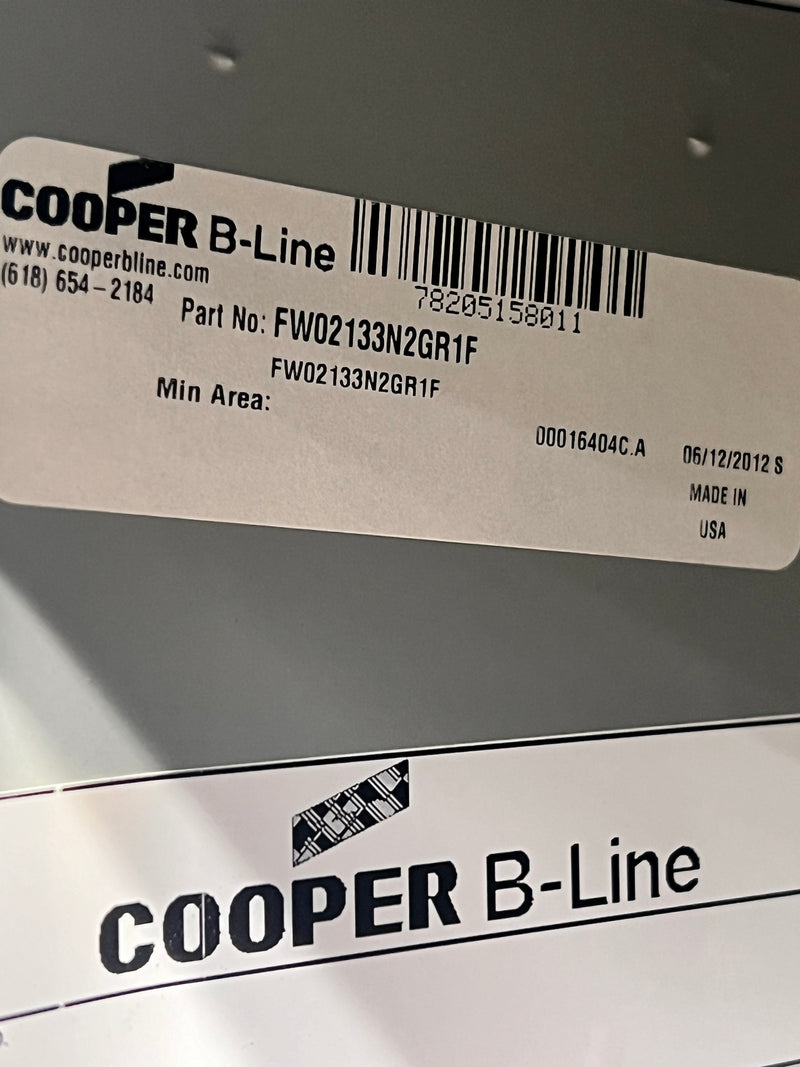 COOPER B-Line
www.cooperbline.com
(618) 654-2184
78205158011
Part No: FW02133N2GR1F
FW02133N2GR1F
Min Area:
00016404C.A 06/12/2012 S
MADE IN
USA
COOPER B-Line